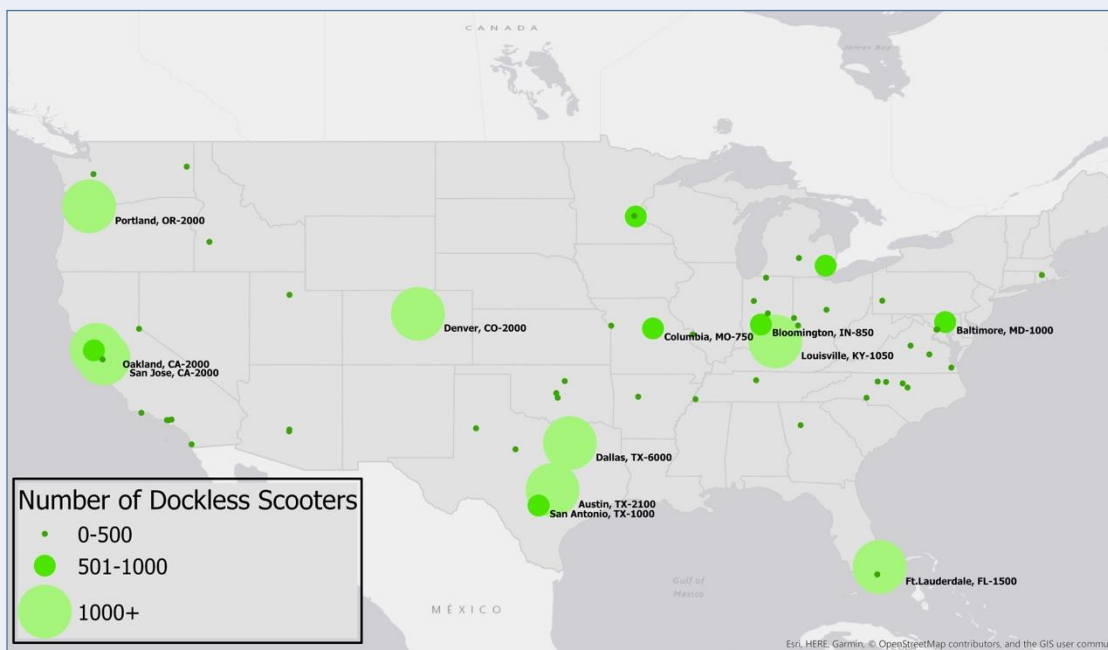 CANADA
James Bay
Portland, OR-2000
Denver, CO-2000
Columbia, MO-750
Bloomington, IN-850
Baltimore, MD-1000
Louisville, KY-1050
Oakland, CA-2000
San Jose, CA-2000
Dallas, TX-6000
Austin, TX-2100
San Antonio, TX-1000
Ft.Lauderdale, FL-1500
Gulf of
Mexico
MÉXICO
Number of Dockless Scooters
0-500
501-1000
1000+
Esri, HERE, Garmin, © OpenStreetMap contributors, and the GIS user commu